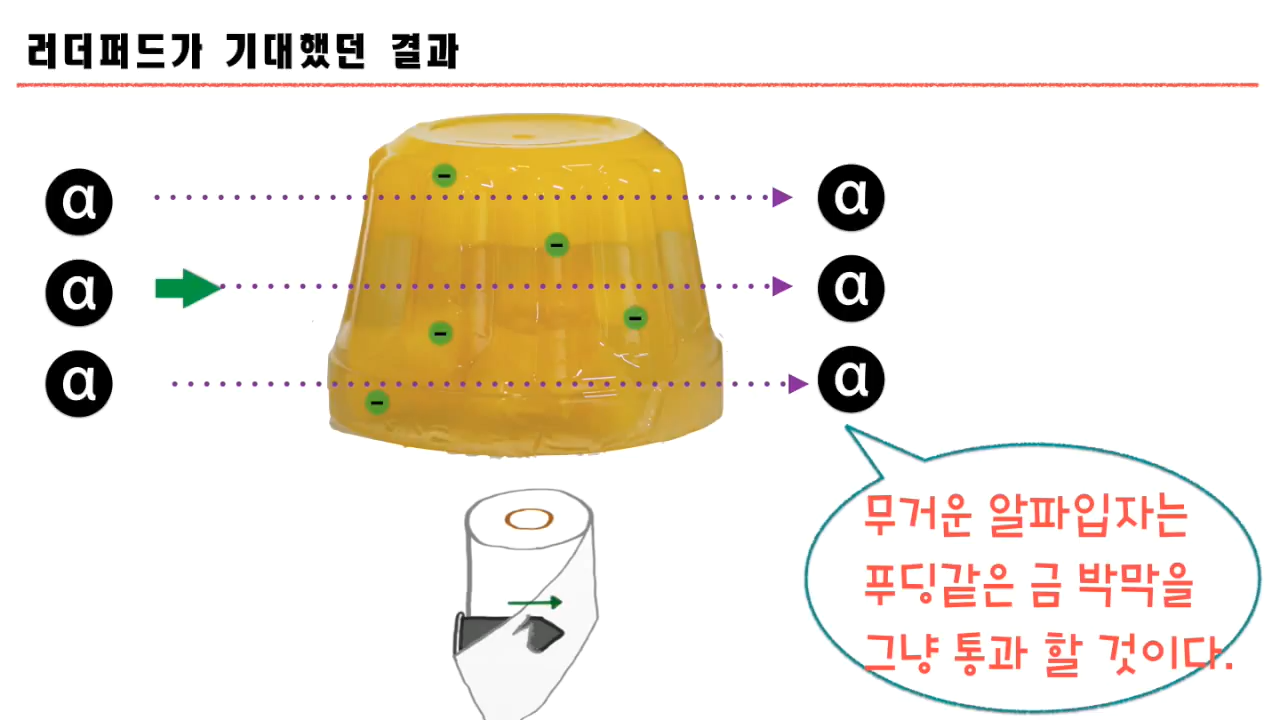 러더퍼드가 기대했던 결과
α
α
α
α
α
α
-
-
-
-
-
무거운 알파입자는
푸딩같은 금 박막을
그냥 통과 할 것이다.